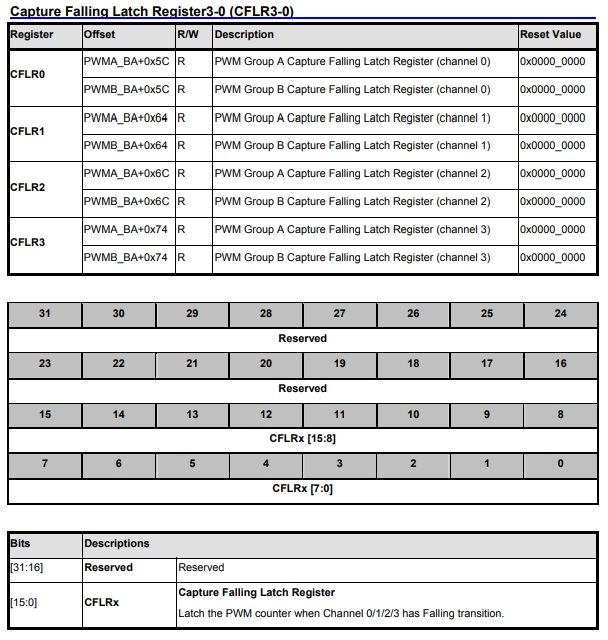 Capture Falling Latch Register3-0 (CFLR3-0)
Register Offset R/W Description Reset Value
CFLR0
PWMA_BA+0x5C R PWM Group A Capture Falling Latch Register (channel 0) 0x0000_0000
PWMB_BA+0x5C R PWM Group B Capture Falling Latch Register (channel 0) 0x0000_0000
CFLR1
PWMA_BA+0x64 R PWM Group A Capture Falling Latch Register (channel 1) 0x0000_0000
PWMB_BA+0x64 R PWM Group B Capture Falling Latch Register (channel 1) 0x0000_0000
CFLR2
PWMA_BA+0x6C R PWM Group A Capture Falling Latch Register (channel 2) 0x0000_0000
PWMB_BA+0x6C R PWM Group B Capture Falling Latch Register (channel 2) 0x0000_0000
CFLR3
PWMA_BA+0x74 R PWM Group A Capture Falling Latch Register (channel 3) 0x0000_0000
PWMB_BA+0x74 R PWM Group B Capture Falling Latch Register (channel 3) 0x0000_0000
31 30 29 28 27 26 25 24
Reserved
23 22 21 20 19 18 17 16
Reserved
15 14 13 12 11 10 9 8
CFLRx [15:8]
7 6 5 4 3 2 1 0
CFLRx [7:0]
Bits Descriptions
[31:16] Reserved Reserved
[15:0] CFLRx
Capture Falling Latch Register
Latch the PWM counter when Channel 0/1/2/3 has Falling transition.